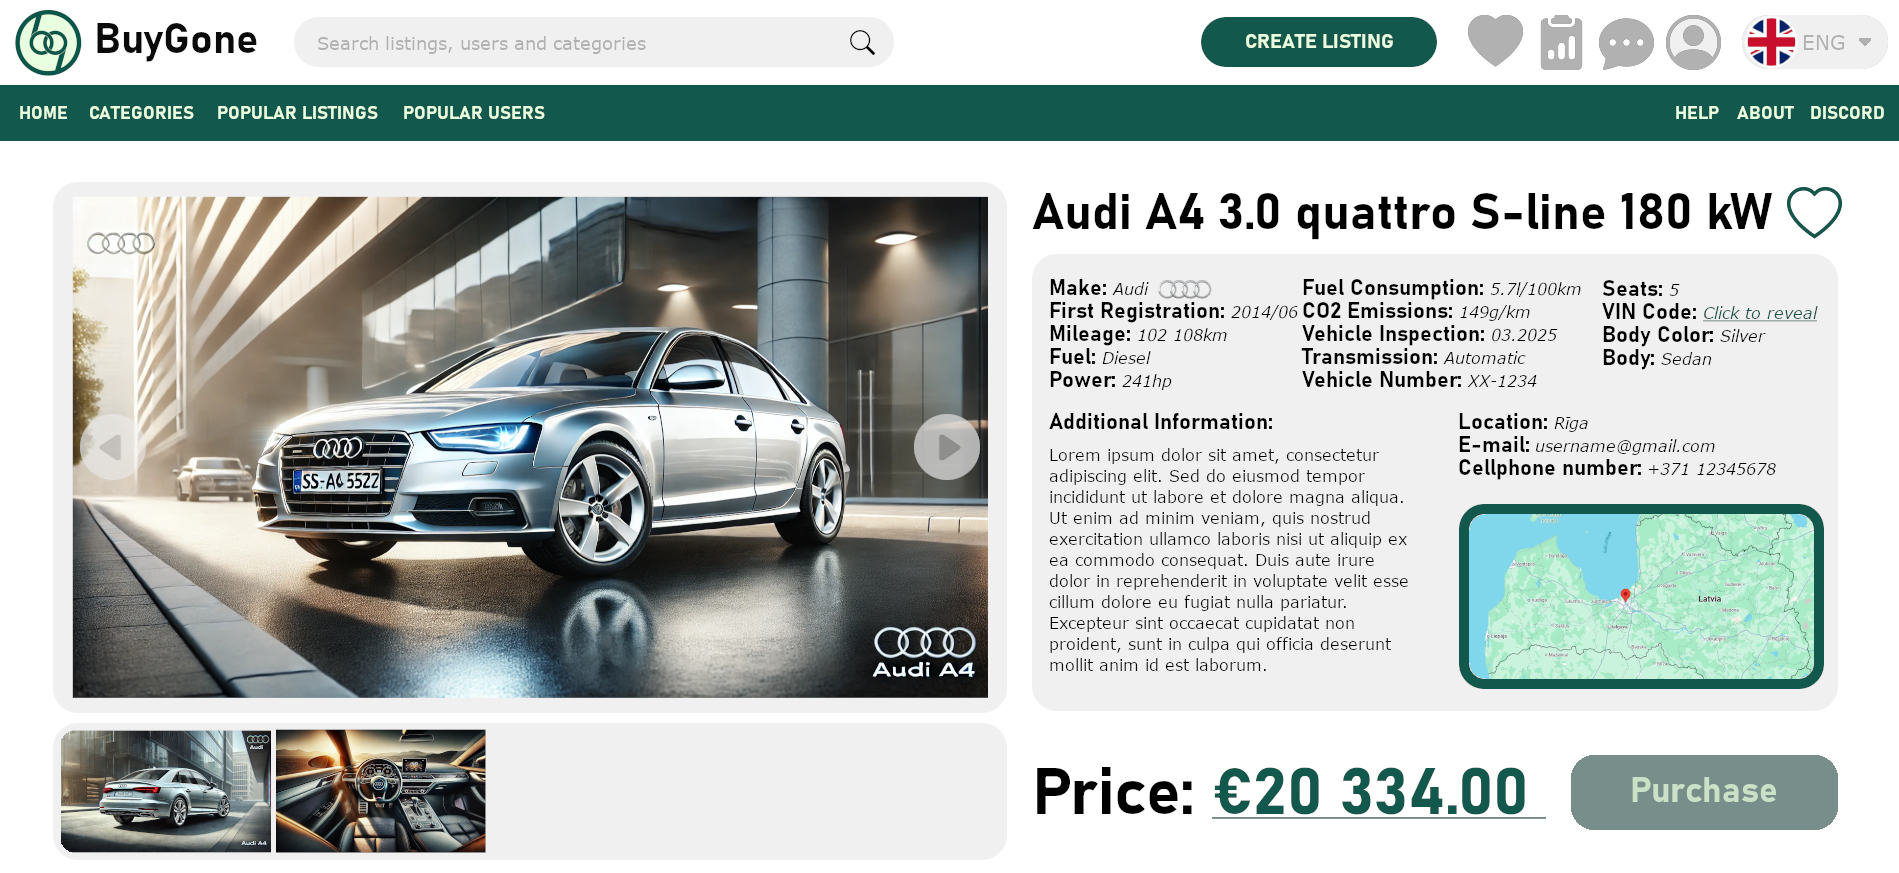 BuyGone
Search listings, users and categories
CREATE LISTING
ENG
HOME CATEGORIES POPULAR LISTINGS POPULAR USERS
HELP ABOUT DISCORD
Audi A4
Audi A4 3.0 quattro S-line 180 kW
Make: Audi
First Registration: 2014/06
Mileage: 102 108km
Fuel: Diesel
Power: 241hp
Fuel Consumption: 5.7l/100km
CO2 Emissions: 149g/km
Vehicle Inspection: 03.2025
Transmission: Automatic
Vehicle Number: XX-1234
Seats: 5
VIN Code: Click to reveal
Body Color: Silver
Body: Sedan
Additional Information:
Lorem ipsum dolor sit amet, consectetur
adipiscing elit. Sed do eiusmod tempor
incididunt ut labore et dolore magna aliqua.
Ut enim ad minim veniam, quis nostrud
exercitation ullamco laboris nisi ut aliquip ex
ea commodo consequat. Duis aute irure
dolor in reprehenderit in voluptate velit esse
cillum dolore eu fugiat nulla pariatur.
Excepteur sint occaecat cupidatat non
proident, sunt in culpa qui officia deserunt
mollit anim id est laborum.
Location: Rīga
E-mail: username@gmail.com
Cellphone number: +371 12345678
Latvia
Audi
Audi A4
Price: €20 334.00
Purchase